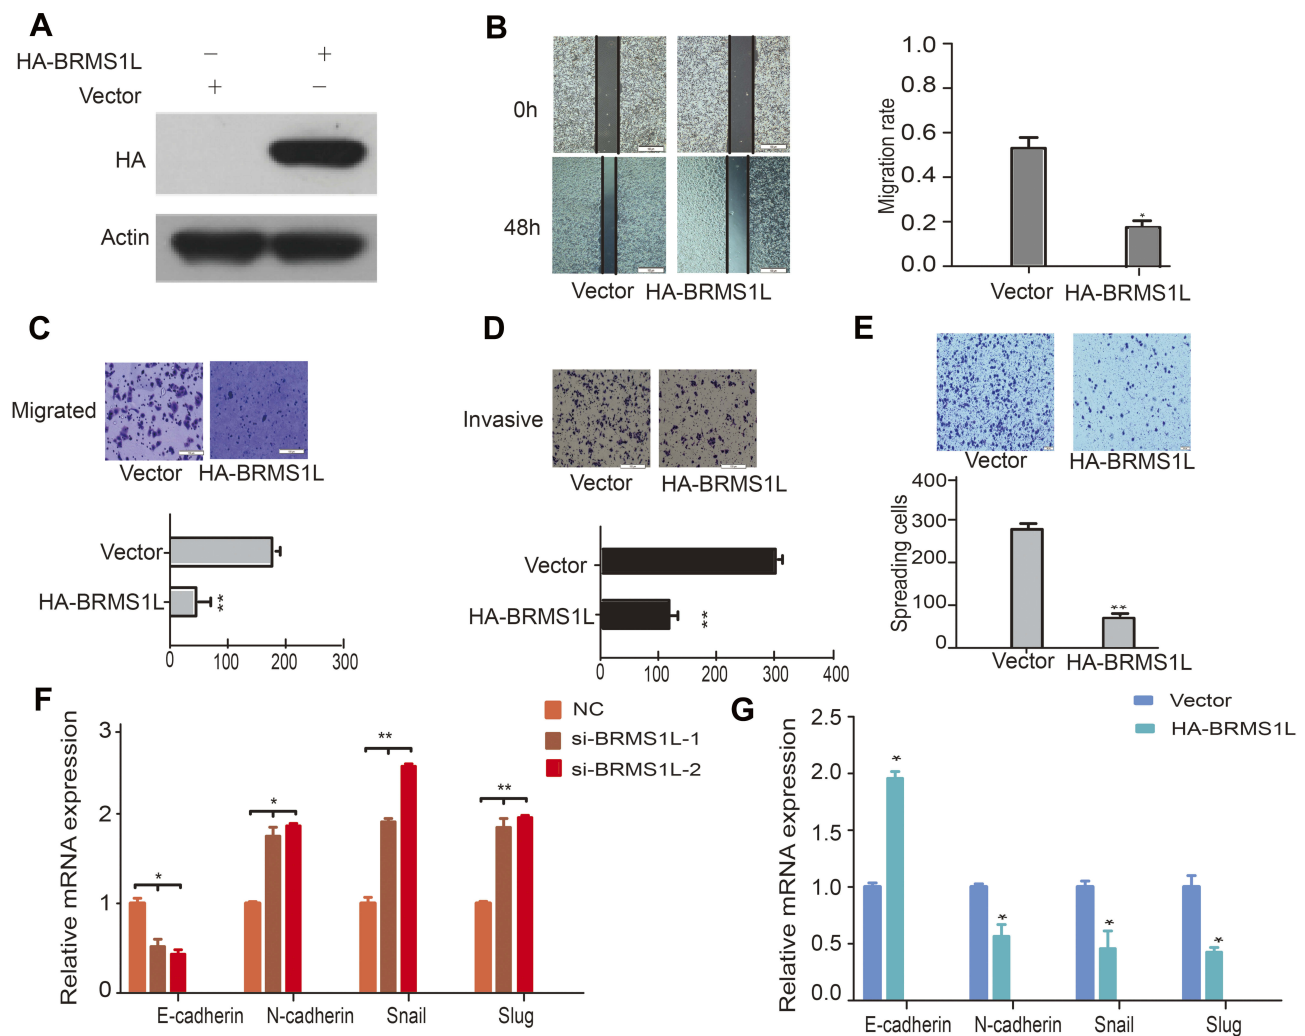 A
HA-BRMS1L
− +
Vector
+ −
HA
Actin
B
0h
48h
Vector HA-BRMS1L
Migration rate
1.0
0.8
0.6
0.4
0.2
0.0
*
Vector HA-BRMS1L
C
Migrated
Vector HA-BRMS1L
Vector
HA-BRMS1L
**
0 100 200 300
D
Invasive
Vector HA-BRMS1L
Vector
HA-BRMS1L
**
0 100 200 300 400
E
Vector HA-BRMS1L
Spreading cells
400
300
200
100
0
**
Vector HA-BRMS1L
F
NC
si-BRMS1L-1
si-BRMS1L-2
Relative mRNA expression
3
2
1
0
* * ** **
E-cadherin N-cadherin Snail Slug
G
Vector
HA-BRMS1L
Relative mRNA expression
2.5
2.0
1.5
1.0
0.5
0.0
* * * *
E-cadherin N-cadherin Snail Slug